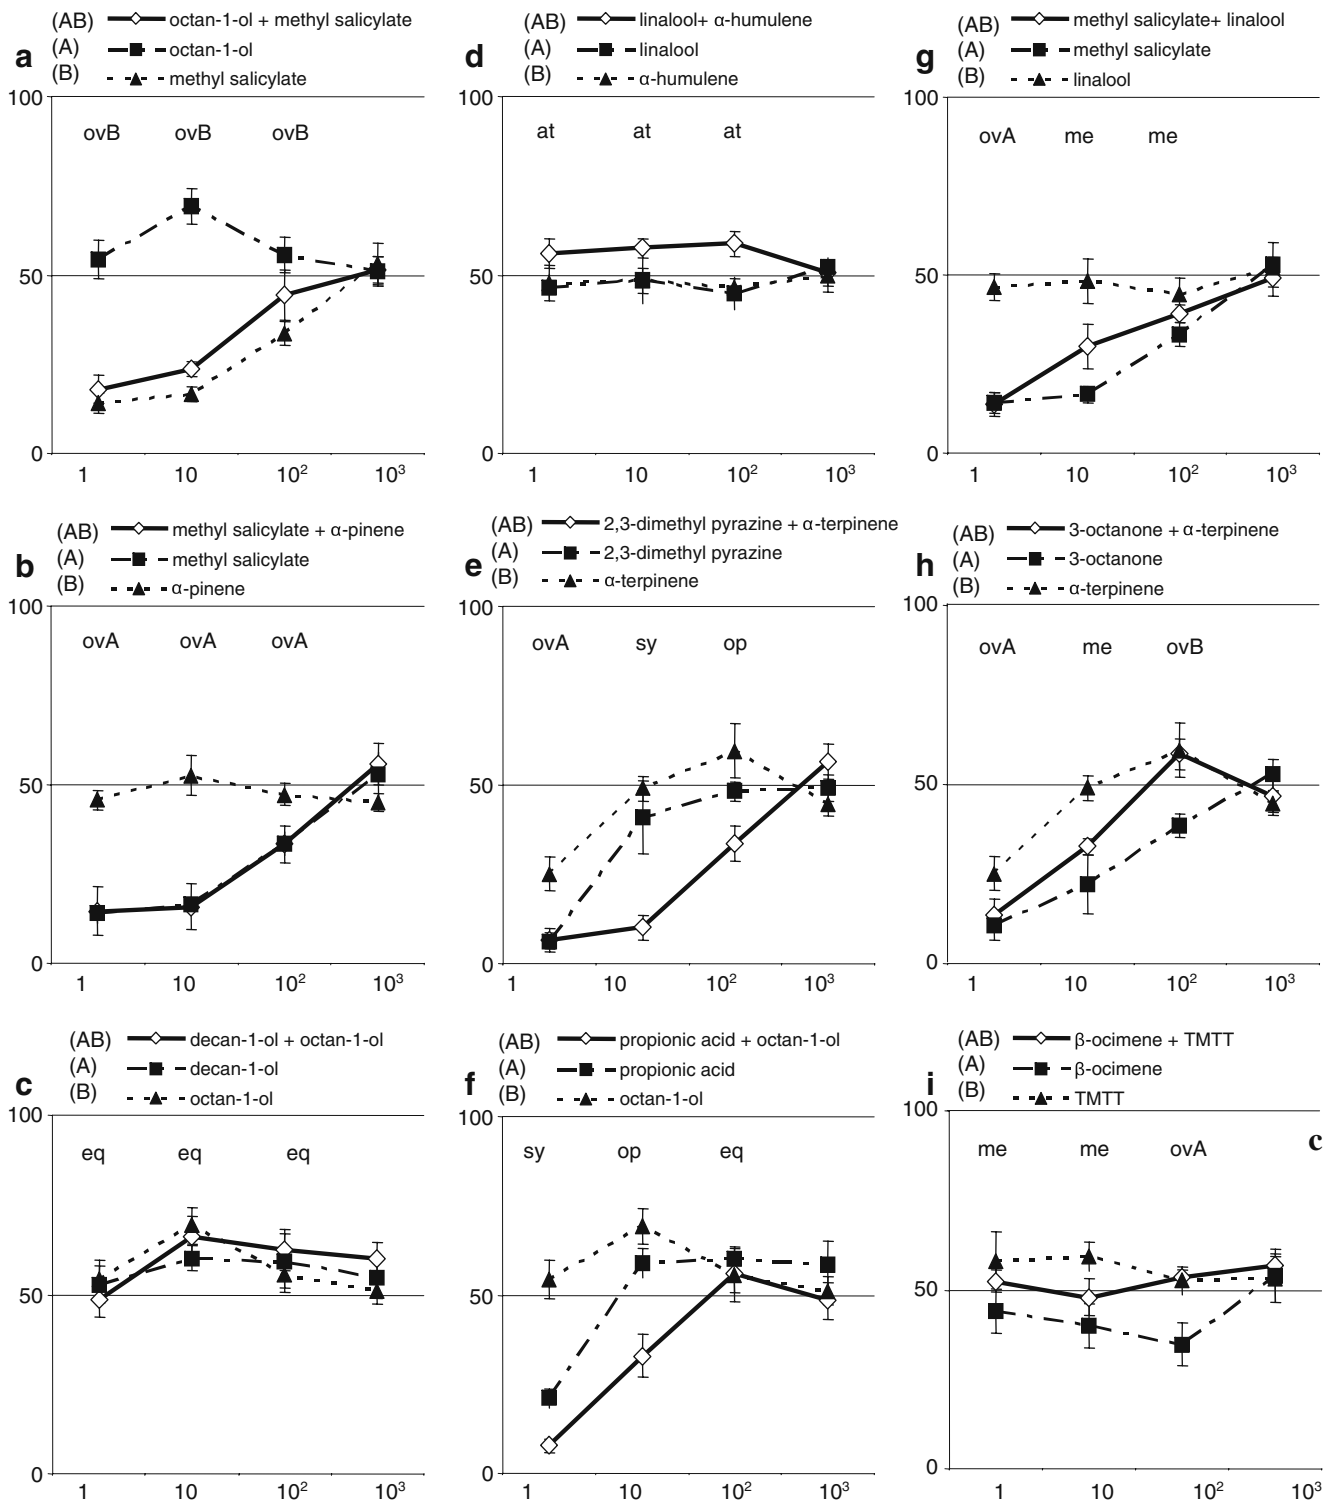 a
(AB) octan-1-ol + methyl salicylate
(A) octan-1-ol
(B) methyl salicylate
100
ovB ovB ovB
50
0
1 10 10² 10³
d
(AB) linalool+ α-humulene
(A) linalool
(B) α-humulene
100
at at at
50
0
1 10 10² 10³
g
(AB) methyl salicylate+ linalool
(A) methyl salicylate
(B) linalool
100
ovA me me
50
0
1 10 10² 10³
b
(AB) methyl salicylate + α-pinene
(A) methyl salicylate
(B) α-pinene
100
ovA ovA ovA
50
0
1 10 10² 10³
e
(AB) 2,3-dimethyl pyrazine + α-terpinene
(A) 2,3-dimethyl pyrazine
(B) α-terpinene
100
ovA sy op
50
0
1 10 10² 10³
h
(AB) 3-octanone + α-terpinene
(A) 3-octanone
(B) α-terpinene
100
ovA me ovB
50
0
1 10 10² 10³
c
(AB) decan-1-ol + octan-1-ol
(A) decan-1-ol
(B) octan-1-ol
100
eq eq eq
50
0
1 10 10² 10³
f
(AB) propionic acid + octan-1-ol
(A) propionic acid
(B) octan-1-ol
100
sy op eq
50
0
1 10 10² 10³
i
(AB) β-ocimene + TMTT
(A) β-ocimene
(B) TMTT
100
me me ovA c
50
0
1 10 10² 10³